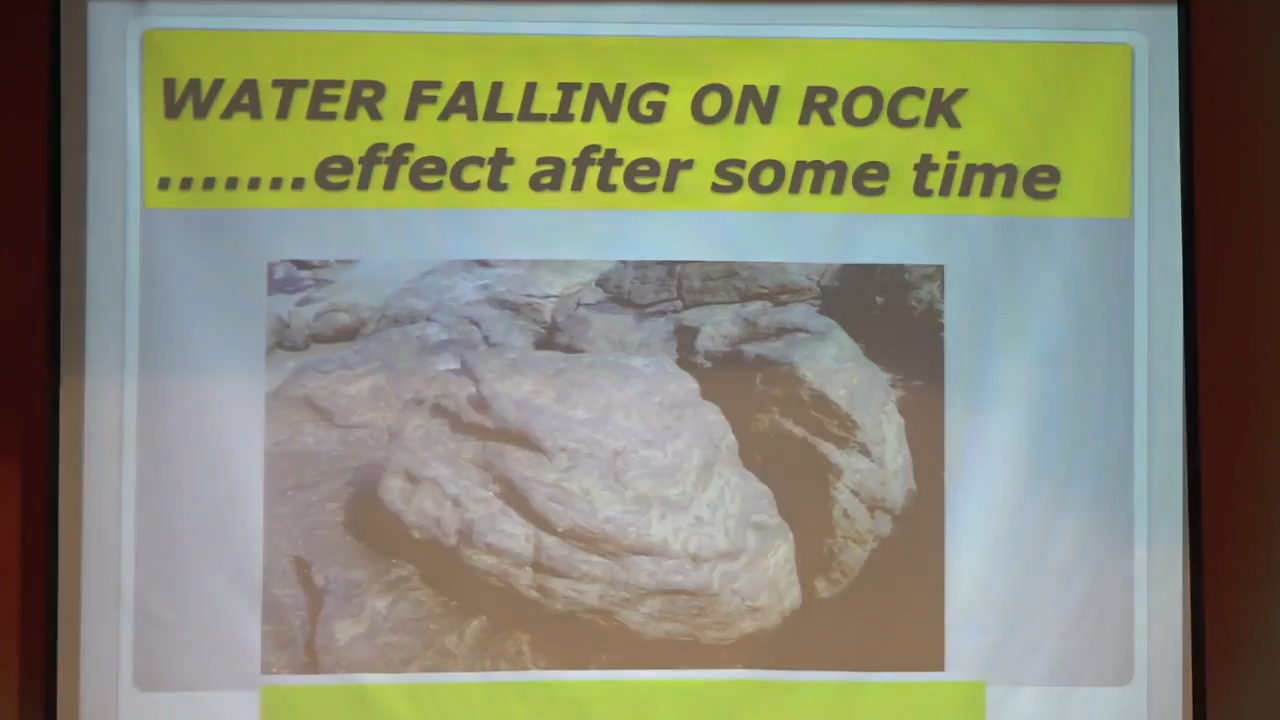 WATER FALLING ON ROCK
.......effect after some time